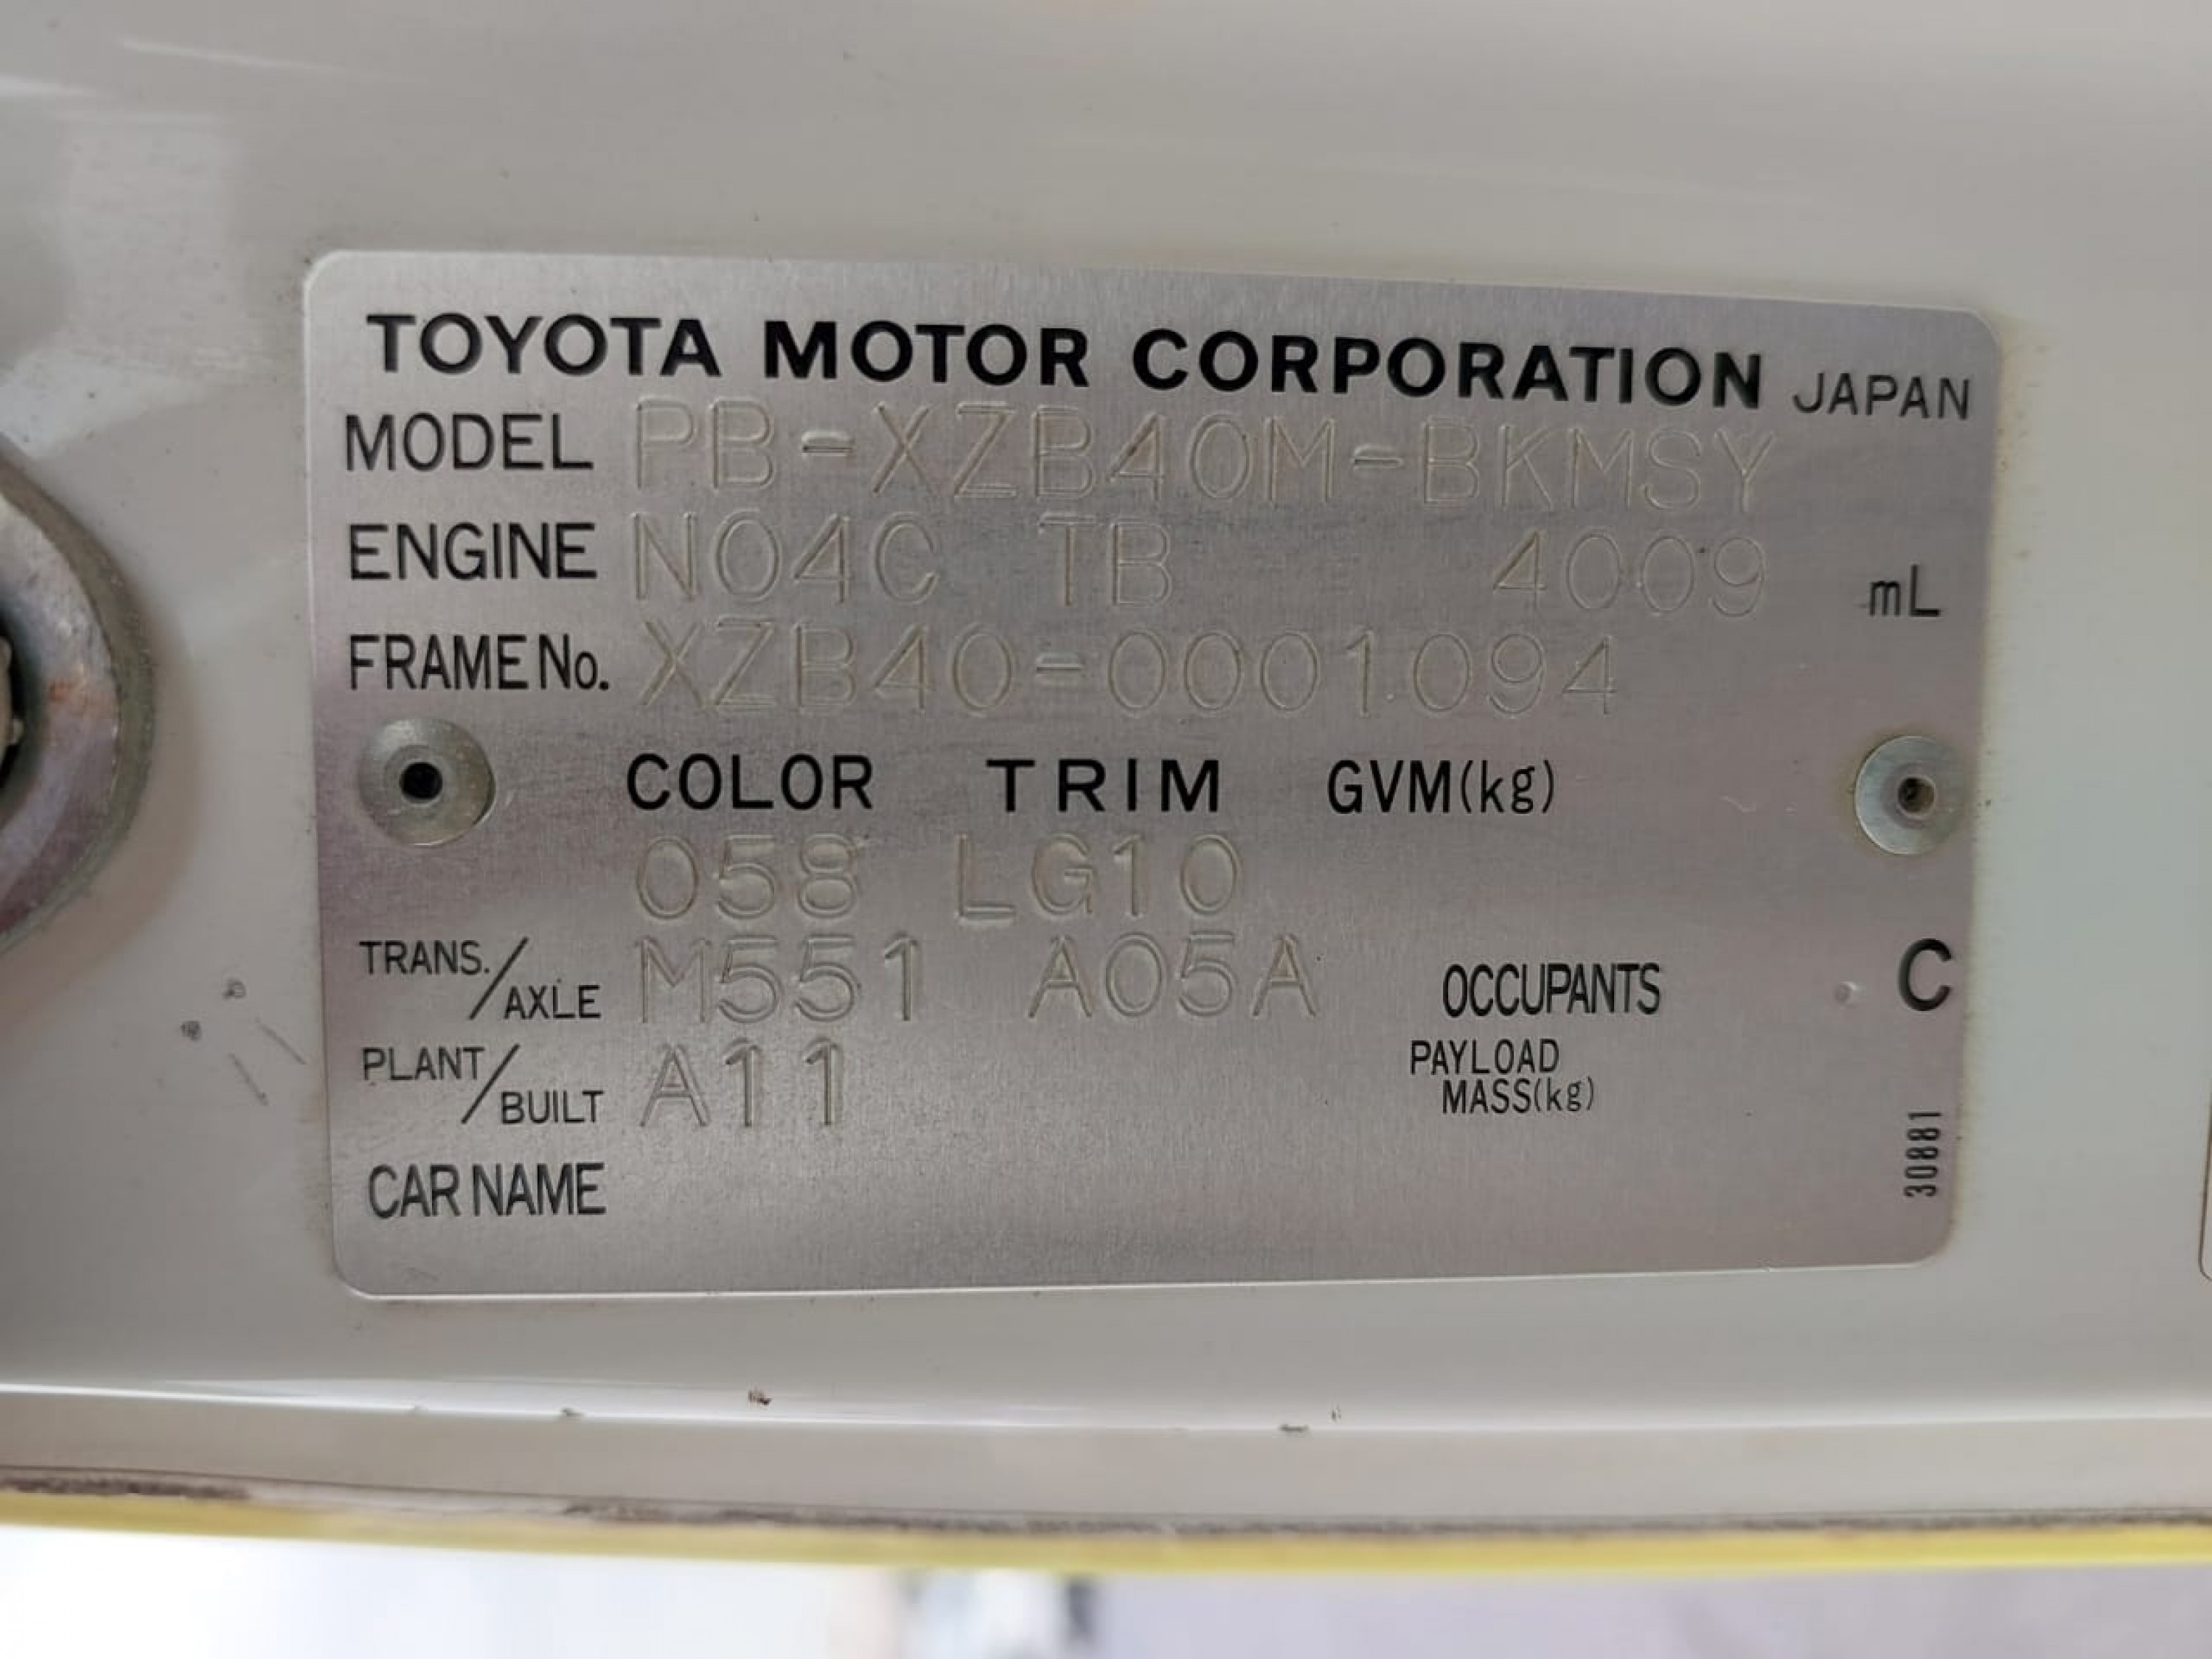 TOYOTA MOTOR CORPORATION JAPAN
MODEL PB-XZB40M-BKMSY
ENGINE N04C TB 4009 mL
FRAME No. XZB40-0001094
COLOR TRIM GVM(kg)
058 LG10
TRANS./AXLE M551 A05A OCCUPANTS C
PLANT/BUILT A11 PAYLOAD MASS(kg)
CAR NAME
30881